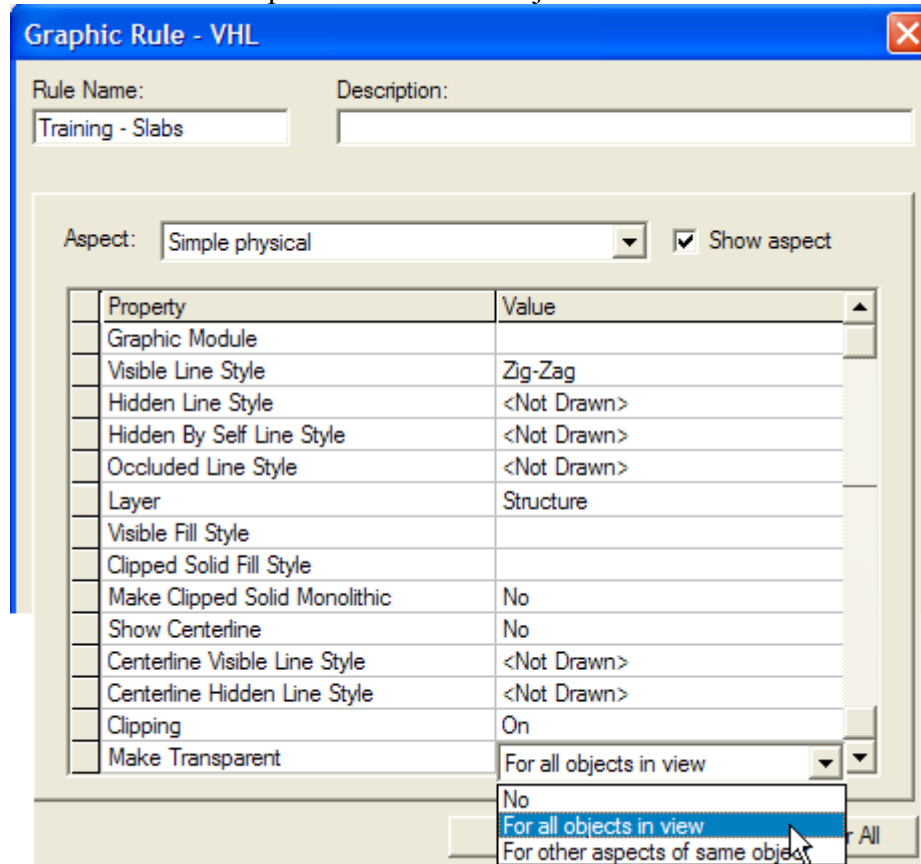 Graphic Rule - VHL
Rule Name: Description:
Training - Slabs
Aspect: Simple physical Show aspect
Property Value
Graphic Module
Visible Line Style Zig-Zag
Hidden Line Style <Not Drawn>
Hidden By Self Line Style <Not Drawn>
Occluded Line Style <Not Drawn>
Layer Structure
Visible Fill Style
Clipped Solid Fill Style
Make Clipped Solid Monolithic No
Show Centerline No
Centerline Visible Line Style <Not Drawn>
Centerline Hidden Line Style <Not Drawn>
Clipping On
Make Transparent For all objects in view
No
For all objects in view
All
For other aspects of same object